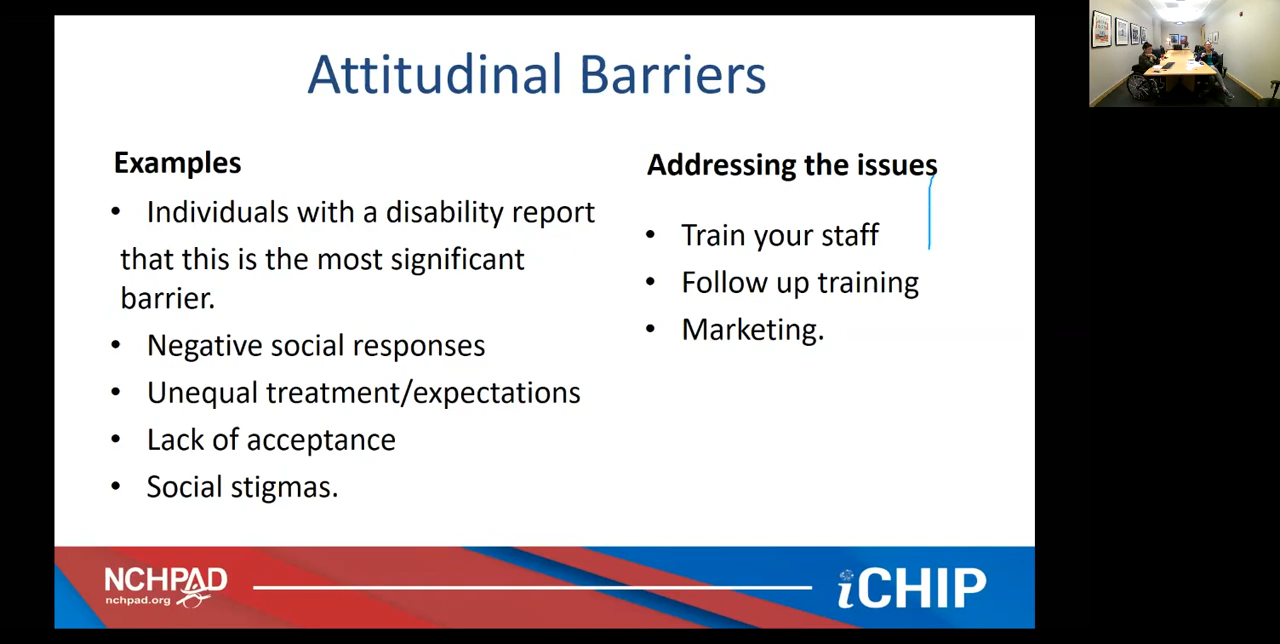 Attitudinal Barriers
Examples
• Individuals with a disability report
that this is the most significant
barrier.
• Negative social responses
• Unequal treatment/expectations
• Lack of acceptance
• Social stigmas.
Addressing the issues
• Train your staff
• Follow up training
• Marketing.
NCHPAD
nchpad.org
iCHIP